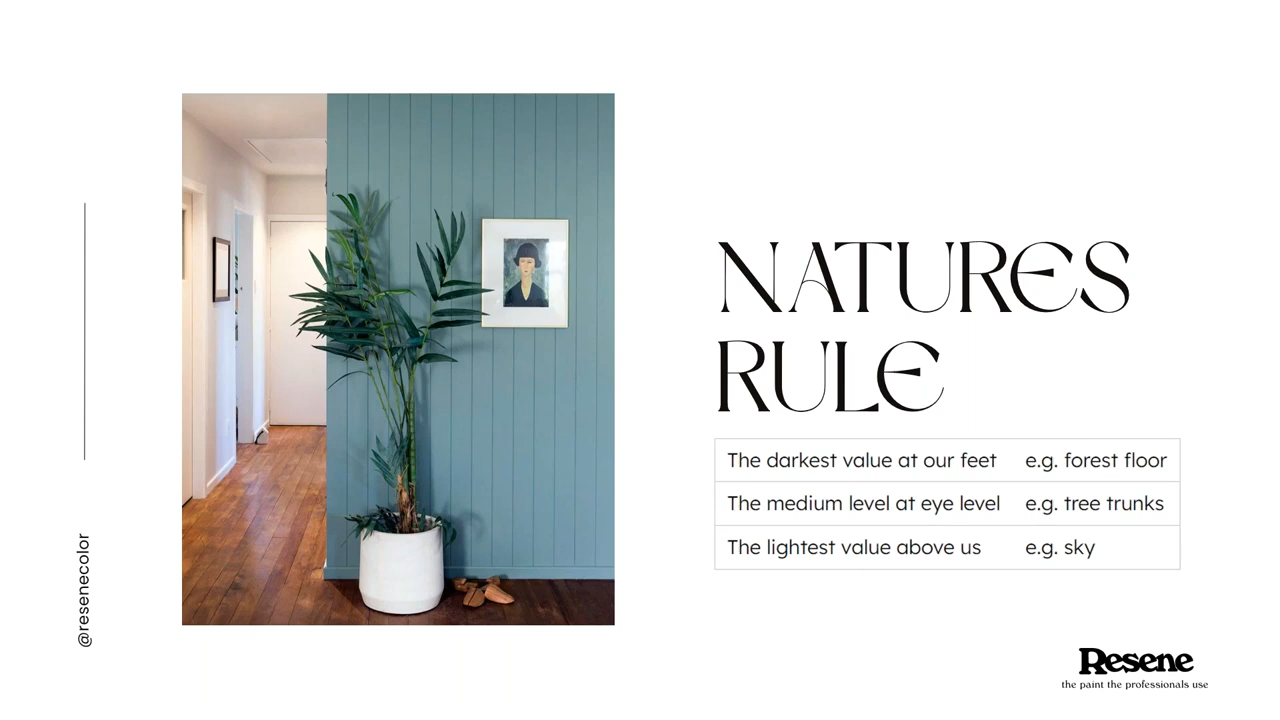 NATURES
RULE
The darkest value at our feet e.g. forest floor
The medium level at eye level e.g. tree trunks
The lightest value above us e.g. sky
@resenecolor
Resene
the paint the professionals use